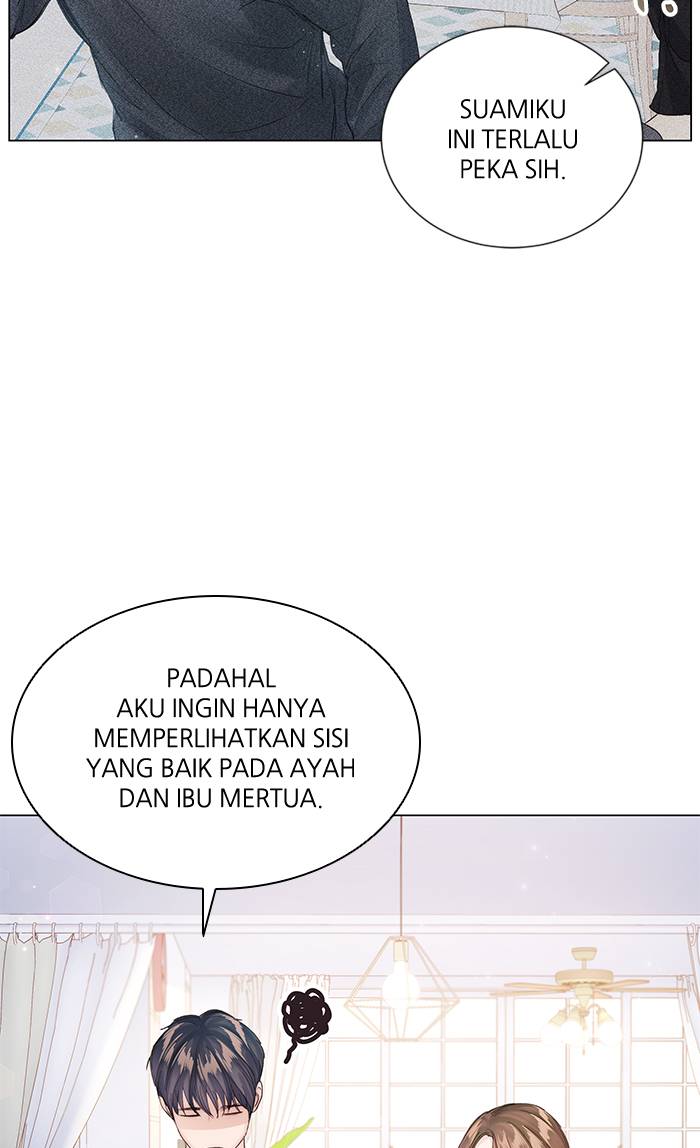 SUAMIKU
INI TERLALU
PEKA SIH.
PADAHAL
AKU INGIN HANYA
MEMPERLIHATKAN SISI
YANG BAIK PADA AYAH
DAN IBU MERTUA.